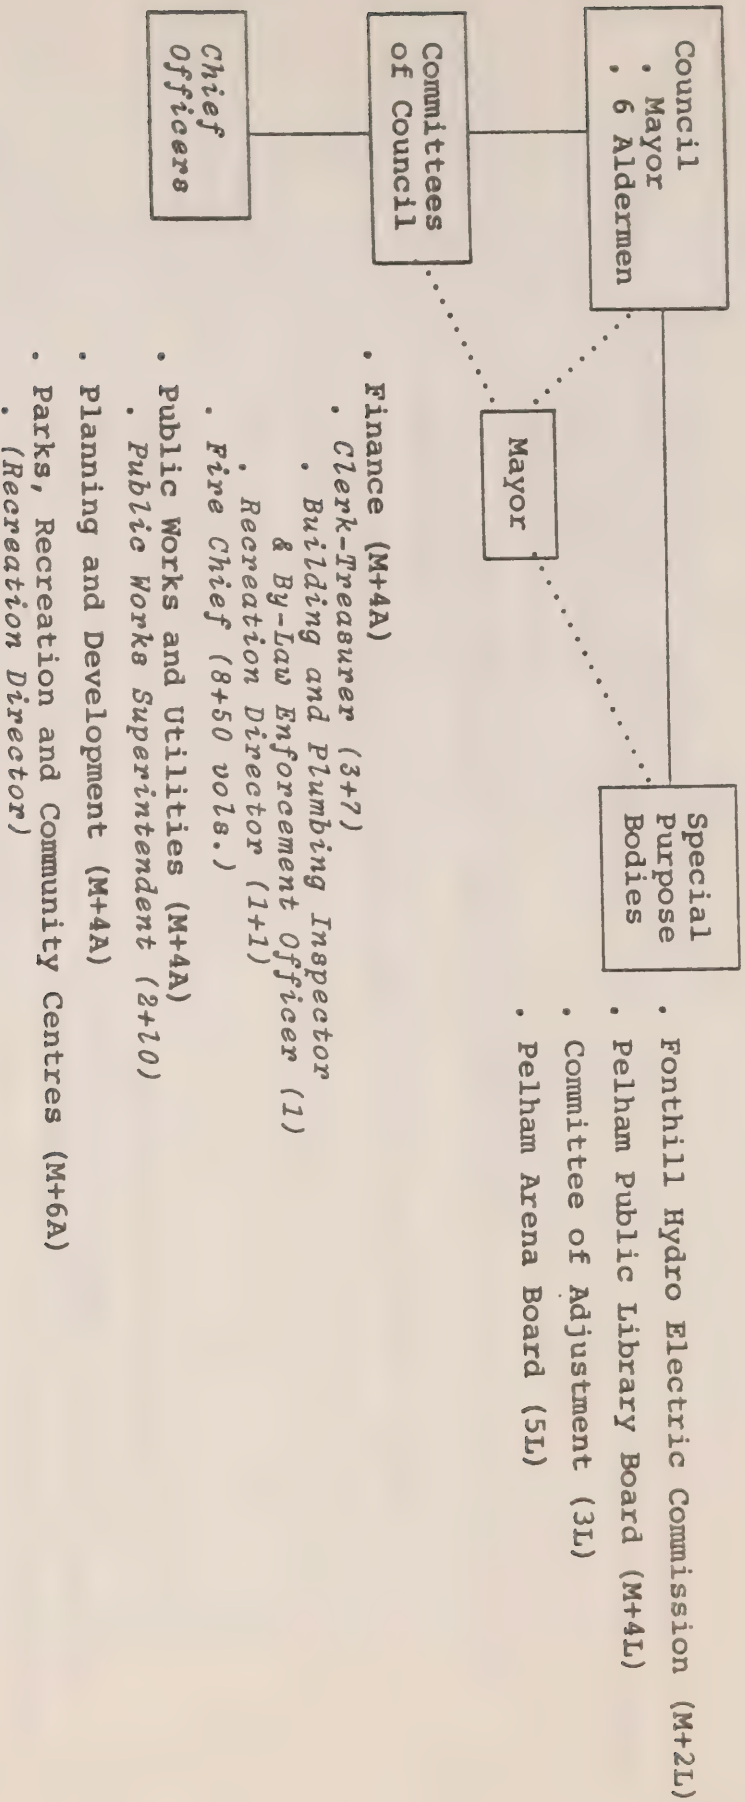 Council
. Mayor
. 6 Aldermen
Committees
of Council
Chief
Officers
Mayor
Special
Purpose
Bodies
. Fonthill Hydro Electric Commission (M+2L)
. Pelham Public Library Board (M+4L)
. Committee of Adjustment (3L)
. Pelham Arena Board (5L)
. Finance (M+4A)
. Clerk-Treasurer (3+7)
. Building and Plumbing Inspector
& By-Law Enforcement Officer (1)
. Recreation Director (1+1)
. Fire Chief (8+50 vols.)
. Public Works and Utilities (M+4A)
. Public Works Superintendent (2+10)
. Planning and Development (M+4A)
. Parks, Recreation and Community Centres (M+6A)
. (Recreation Director)